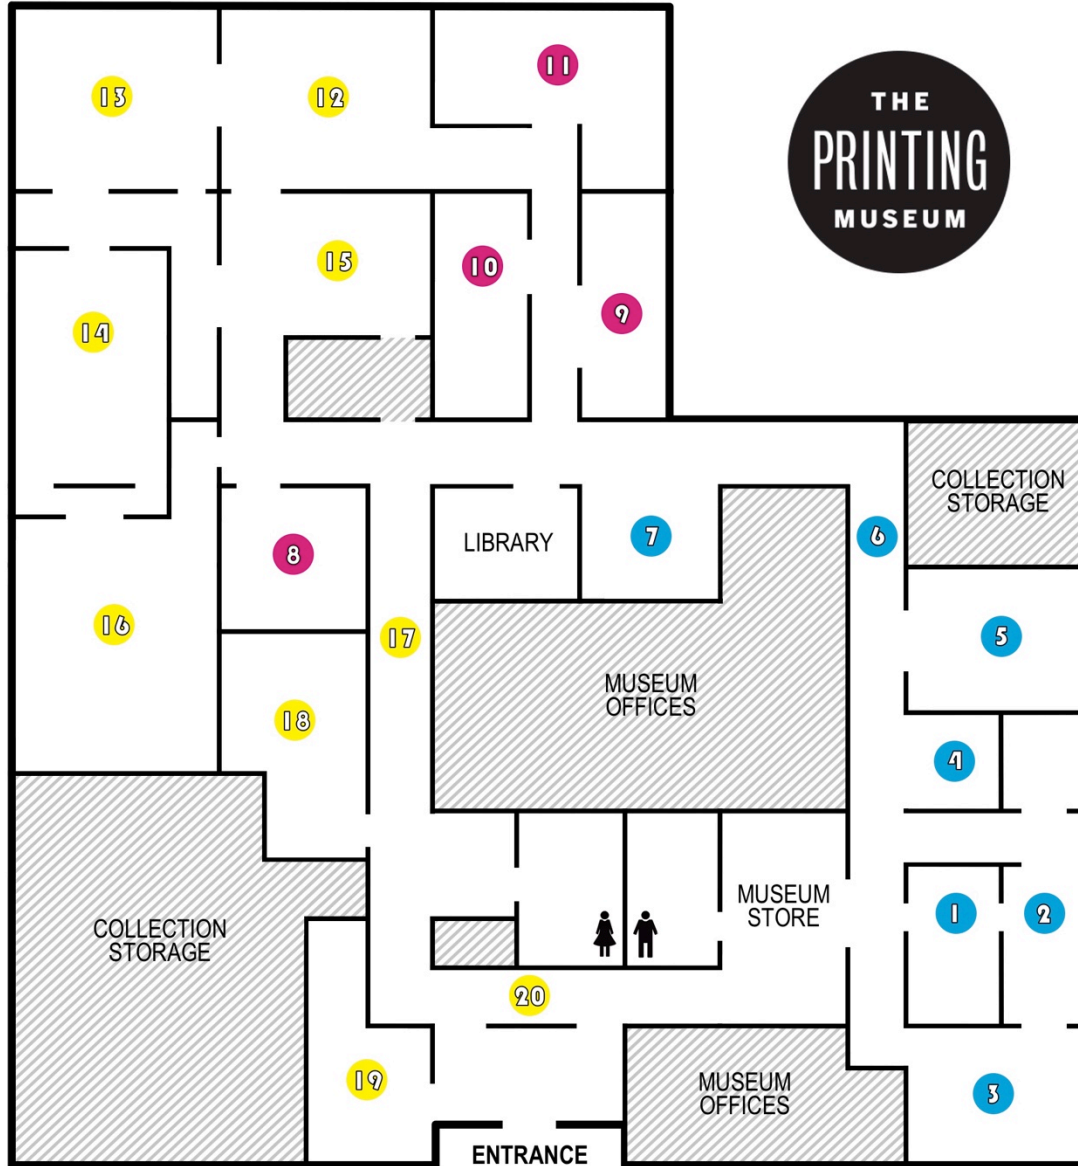 THE
PRINTING
MUSEUM
11
13
12
15
10
9
14
COLLECTION
STORAGE
LIBRARY
7
6
8
16
17
5
MUSEUM
OFFICES
18
4
MUSEUM
STORE
1
2
COLLECTION
STORAGE
20
19
MUSEUM
OFFICES
3
ENTRANCE